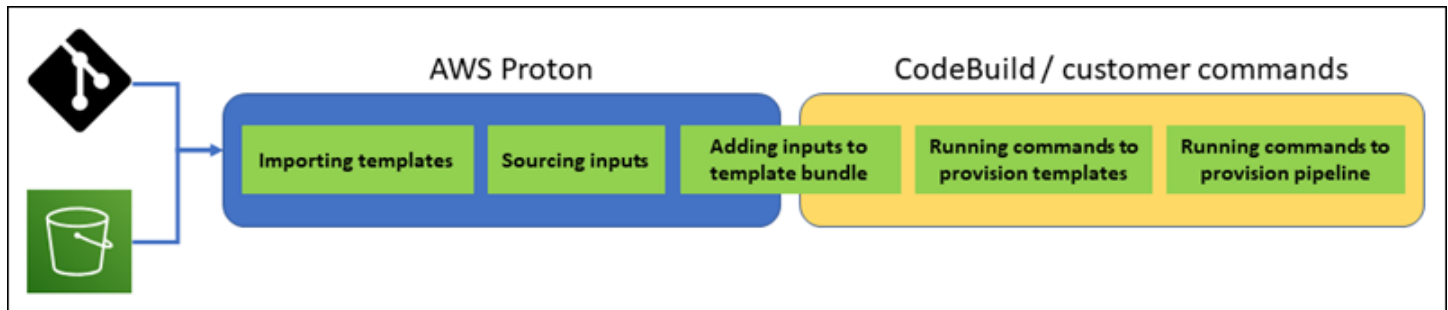 AWS Proton
CodeBuild / customer commands
Importing templates
Sourcing inputs
Adding inputs to
template bundle
Running commands to
provision templates
Running commands to
provision pipeline